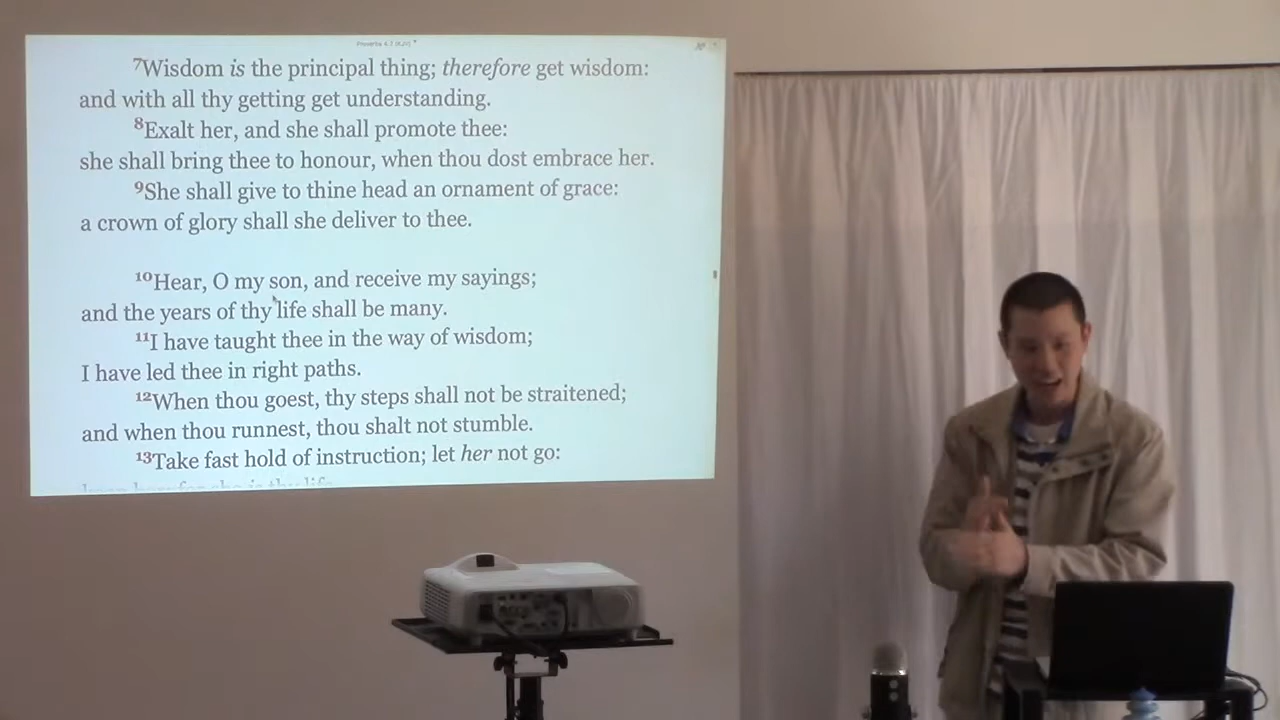 Proverbs 4:7 (KJV)
⁷Wisdom is the principal thing; therefore get wisdom:
and with all thy getting get understanding.
⁸Exalt her, and she shall promote thee:
she shall bring thee to honour, when thou dost embrace her.
⁹She shall give to thine head an ornament of grace:
a crown of glory shall she deliver to thee.
¹⁰Hear, O my son, and receive my sayings;
and the years of thy life shall be many.
¹¹I have taught thee in the way of wisdom;
I have led thee in right paths.
¹²When thou goest, thy steps shall not be straitened;
and when thou runnest, thou shalt not stumble.
¹³Take fast hold of instruction; let her not go: